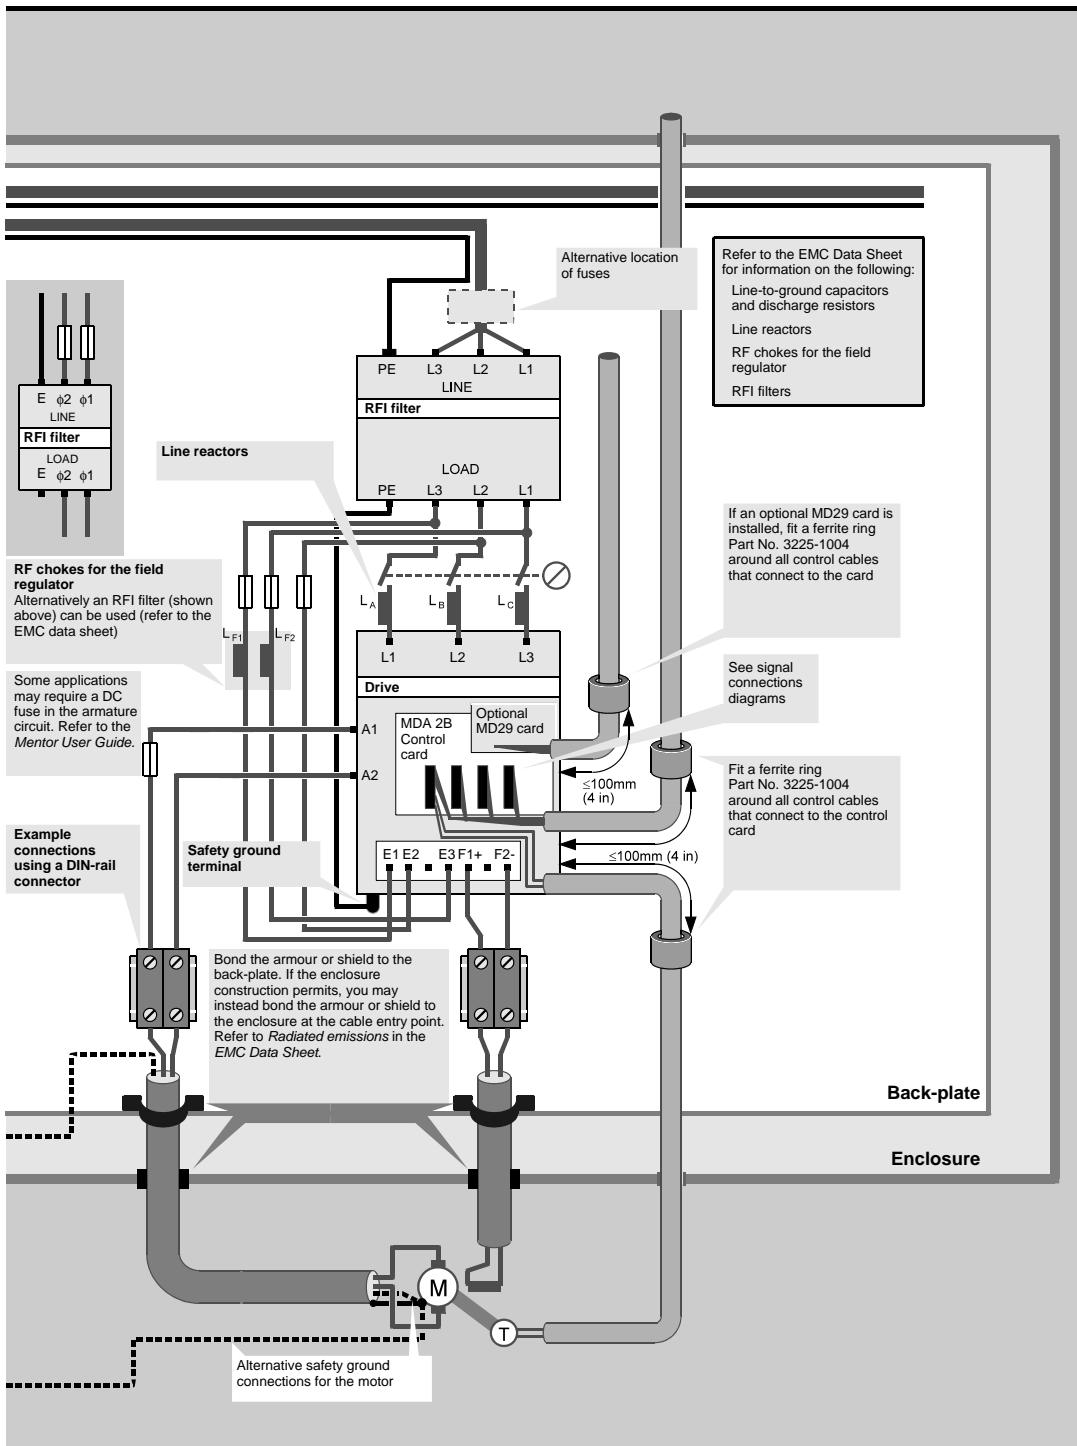 Alternative location
of fuses
Refer to the EMC Data Sheet
for information on the following:
Line-to-ground capacitors
and discharge resistors
Line reactors
RF chokes for the field
regulator
RFI filters
PE L3 L2 L1
LINE
RFI filter
LOAD
PE L3 L2 L1
E ϕ2 ϕ1
LINE
RFI filter
LOAD
E ϕ2 ϕ1
Line reactors
If an optional MD29 card is
installed, fit a ferrite ring
Part No. 3225-1004
around all control cables
that connect to the card
RF chokes for the field
regulator
Alternatively an RFI filter (shown
above) can be used (refer to the
EMC data sheet)
LF1 LF2
LA LB LC
L1 L2 L3
Drive
See signal
connections
diagrams
Some applications
may require a DC
fuse in the armature
circuit. Refer to the
Mentor User Guide.
A1
A2
MDA 2B
Control
card
Optional
MD29 card
≤100mm
(4 in)
Fit a ferrite ring
Part No. 3225-1004
around all control cables
that connect to the control
card
Example
connections
using a DIN-rail
connector
Safety ground
terminal
E1 E2 E3 F1+ F2-
≤100mm (4 in)
Bond the armour or shield to the
back-plate. If the enclosure
construction permits, you may
instead bond the armour or shield to
the enclosure at the cable entry point.
Refer to Radiated emissions in the
EMC Data Sheet.
Back-plate
Enclosure
M
T
Alternative safety ground
connections for the motor